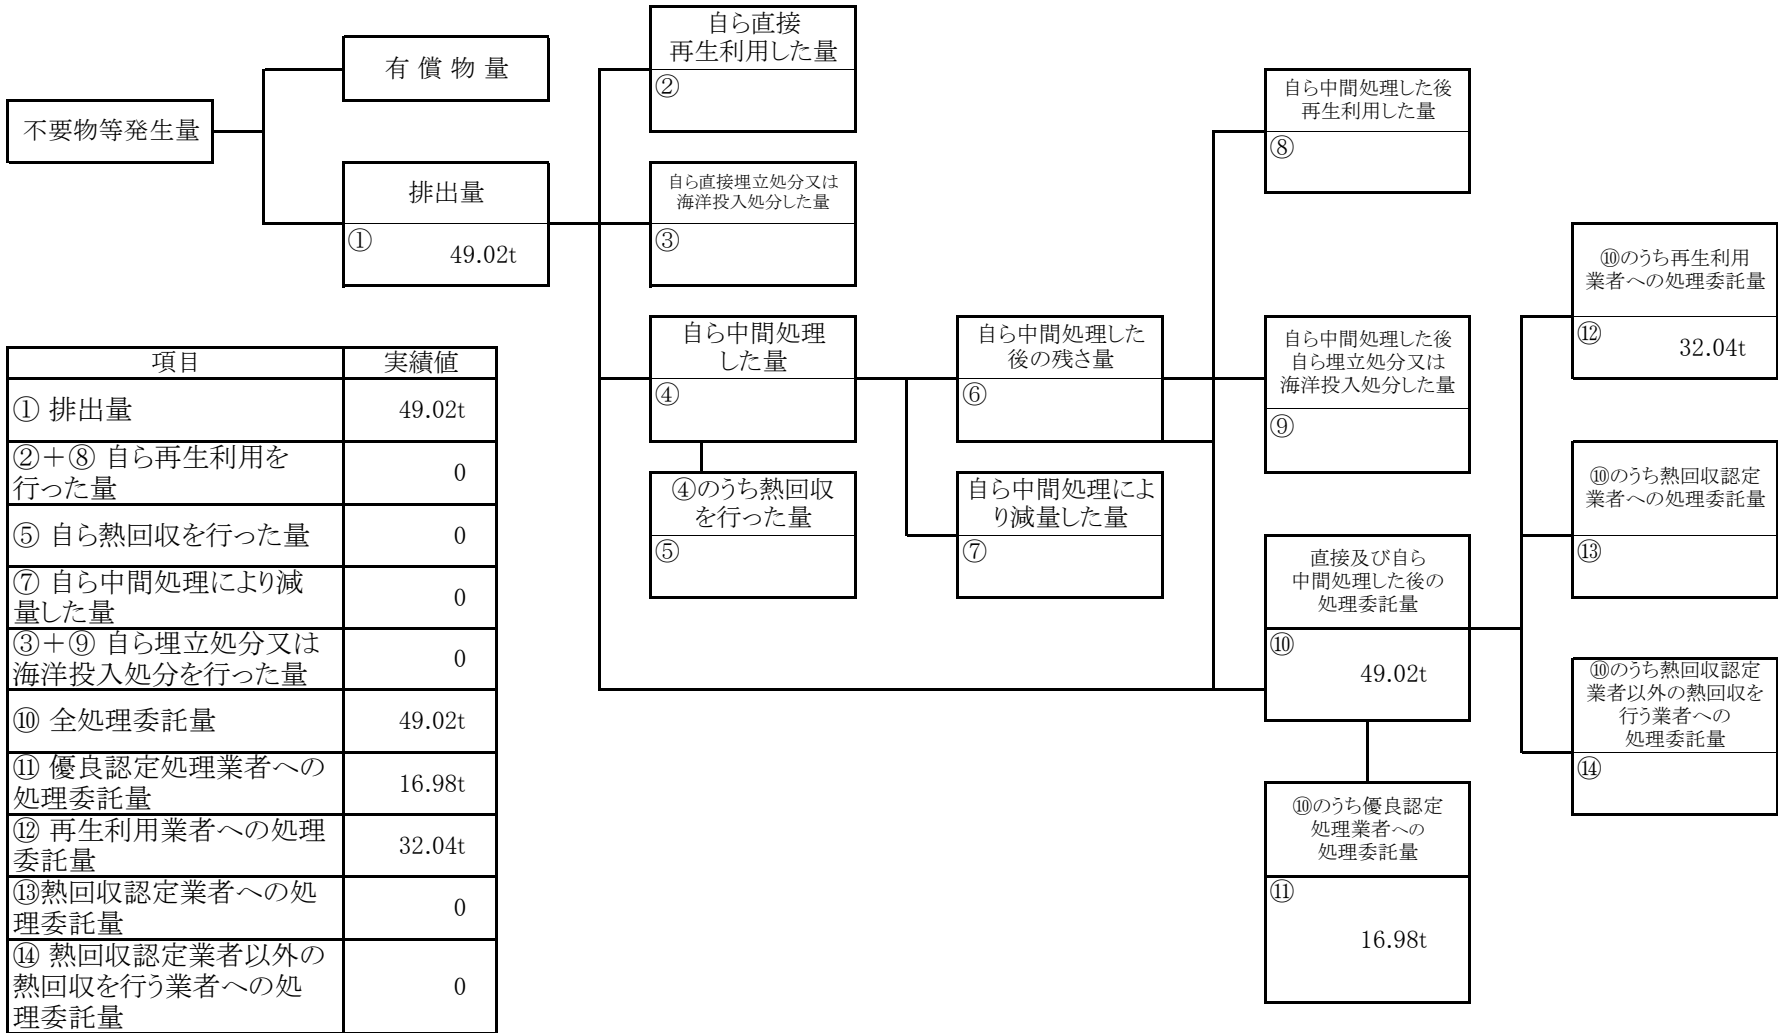 不要物等発生量
有償物量
排出量
①
49.02t
自ら直接
再生利用した量
②
自ら直接埋立処分又は
海洋投入処分した量
③
自ら中間処理
した量
④
④のうち熱回収
を行った量
⑤
自ら中間処理した
後の残さ量
⑥
自ら中間処理によ
り減量した量
⑦
自ら中間処理した後
再生利用した量
⑧
自ら中間処理した後
自ら埋立処分又は
海洋投入処分した量
⑨
直接及び自ら
中間処理した後の
処理委託量
⑩
49.02t
⑩のうち優良認定
処理業者への
処理委託量
⑪
16.98t
⑩のうち再生利用
業者への処理委託量
⑫
32.04t
⑩のうち熱回収認定
業者への処理委託量
⑬
⑩のうち熱回収認定
業者以外の熱回収を
行う業者への
処理委託量
⑭
項目 実績値
① 排出量 49.02t
②+⑧ 自ら再生利用を
行った量 0
⑤ 自ら熱回収を行った量 0
⑦ 自ら中間処理により減
量した量 0
③+⑨ 自ら埋立処分又は
海洋投入処分を行った量 0
⑩ 全処理委託量 49.02t
⑪ 優良認定処理業者への
処理委託量 16.98t
⑫ 再生利用業者への処理
委託量 32.04t
⑬熱回収認定業者への処
理委託量 0
⑭ 熱回収認定業者以外の
熱回収を行う業者への処
理委託量 0